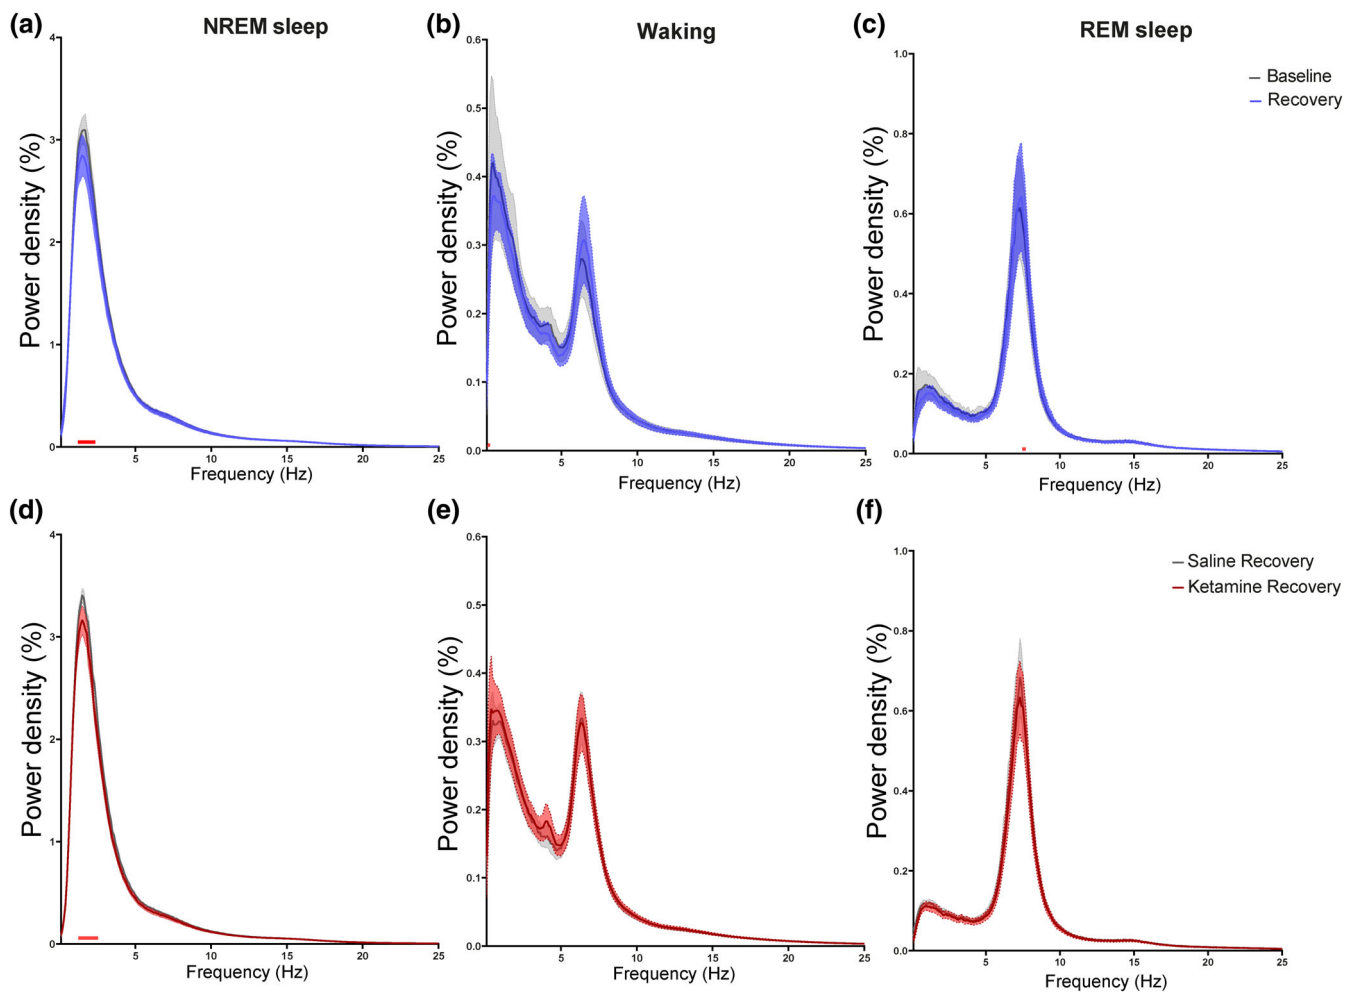 (a) NREM sleep
(b) Waking
(c) REM sleep
Baseline
Recovery
Power density (%)
4
3
2
1
0
5 10 15 20 25
Frequency (Hz)
Power density (%)
0.6
0.5
0.4
0.3
0.2
0.1
0.0
5 10 15 20 25
Frequency (Hz)
Power density (%)
1.0
0.8
0.6
0.4
0.2
0.0
5 10 15 20 25
Frequency (Hz)
(d)
(e)
(f)
Saline Recovery
Ketamine Recovery
Power density (%)
4
3
2
1
0
5 10 15 20 25
Frequency (Hz)
Power density (%)
0.6
0.5
0.4
0.3
0.2
0.1
0.0
5 10 15 20 25
Frequency (Hz)
Power density (%)
1.0
0.8
0.6
0.4
0.2
0.0
5 10 15 20 25
Frequency (Hz)